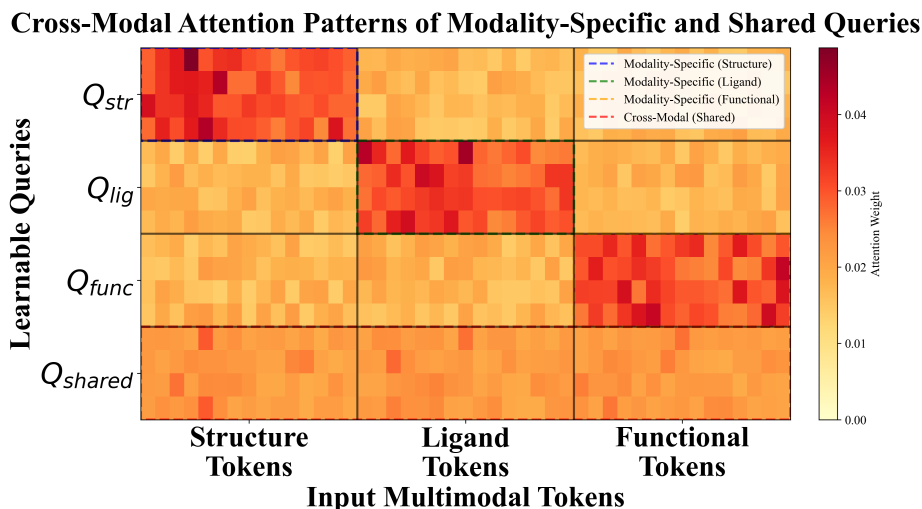 Cross-Modal Attention Patterns of Modality-Specific and Shared Queries
Learnable Queries
Q_str
Q_lig
Q_func
Q_shared
Modality-Specific (Structure)
Modality-Specific (Ligand)
Modality-Specific (Functional)
Cross-Modal (Shared)
0.04
0.03
0.02
0.01
0.00
Attention Weight
Structure
Tokens
Ligand
Tokens
Functional
Tokens
Input Multimodal Tokens